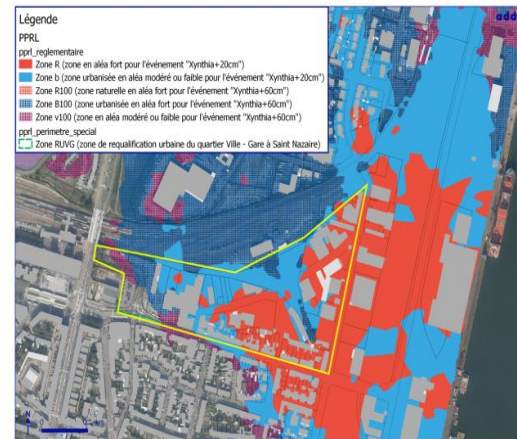 Légende
PPRL
pprl_reglementaire
Zone R (zone en aléa fort pour l'événement "Xynthia+20cm")
Zone b (zone urbanisée en aléa modéré ou faible pour l'événement "Xynthia+20cm")
Zone R100 (zone naturelle en aléa fort pour l'événement "Xynthia+60cm")
Zone B100 (zone urbanisée en aléa fort pour l'événement "Xynthia+60cm")
Zone v100 (zone en aléa modéré ou faible pour l'événement "Xynthia+60cm")
pprl_perimetre_special
Zone RUVG (zone de requalification urbaine du quartier Ville - Gare à Saint Nazaire)
add
N